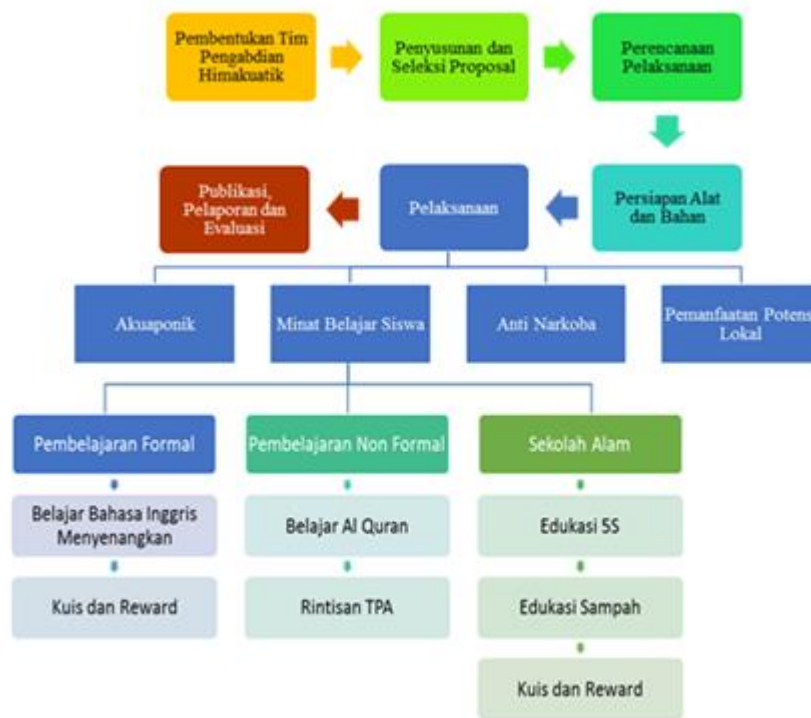 Pembentukan Tim
Pengabdian
Himakuatik
Penyusunan dan
Seleksi Proposal
Perencanaan
Pelaksanaan
Publikasi,
Pelaporan dan
Evaluasi
Pelaksanaan
Persiapan Alat
dan Bahan
Akuaponik
Minat Belajar Siswa
Anti Narkoba
Pemanfaatan Potens
Lokal
Pembelajaran Formal
Pembelajaran Non Formal
Sekolah Alam
Belajar Bahasa Inggris
Menyenangkan
Belajar Al Quran
Edukasi 5S
Kuis dan Reward
Rintisan TPA
Edukasi Sampah
Kuis dan Reward